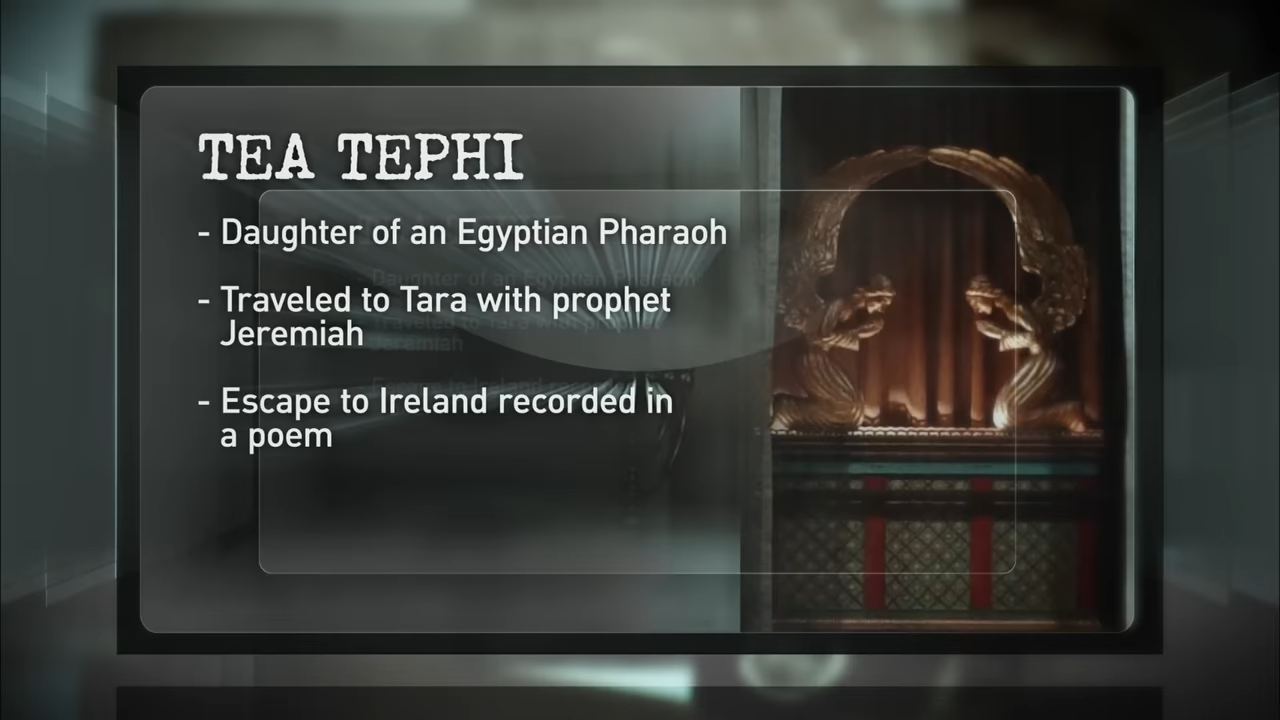 TEA TEPHI
- Daughter of an Egyptian Pharaoh
- Traveled to Tara with prophet
Jeremiah
- Escape to Ireland recorded in
a poem